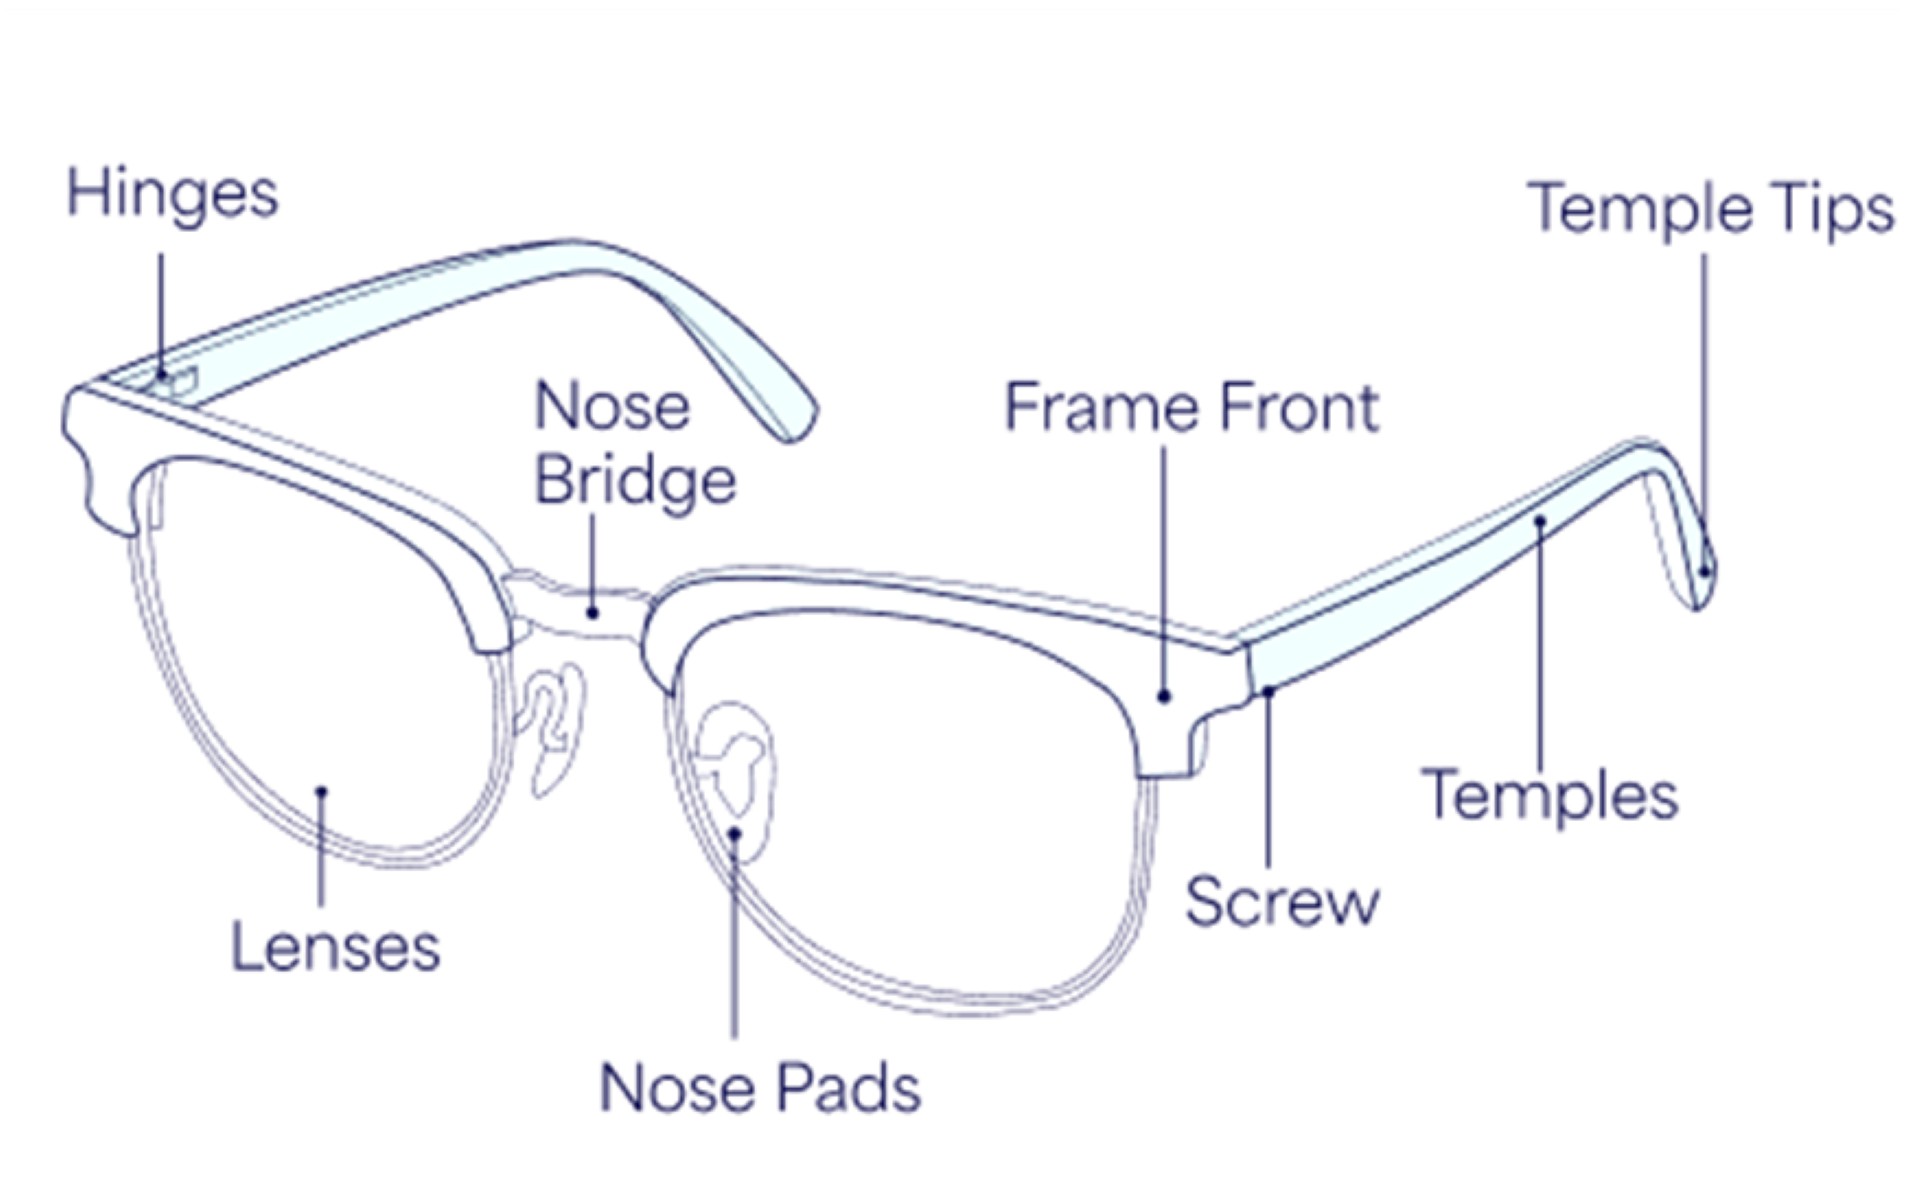 Hinges
Temple Tips
Nose
Bridge
Frame Front
Temples
Screw
Lenses
Nose Pads